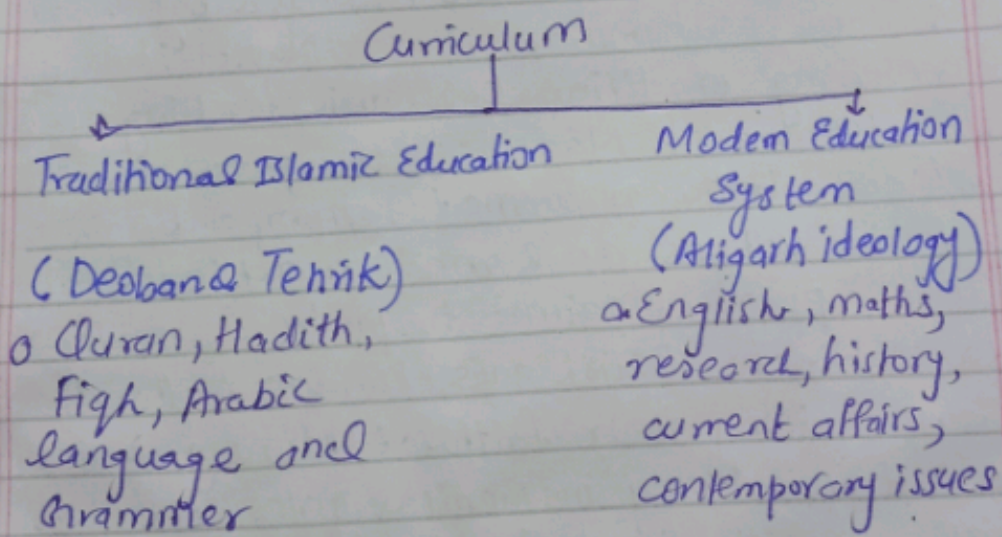 Curriculum
Traditional Islamic Education
(Deoband Tehrik)
o Quran, Hadith,
Fiqh, Arabic
language and
Grammer
Modern Education
System
(Aligarh ideology)
o English, maths,
research, history,
current affairs,
contemporary issues